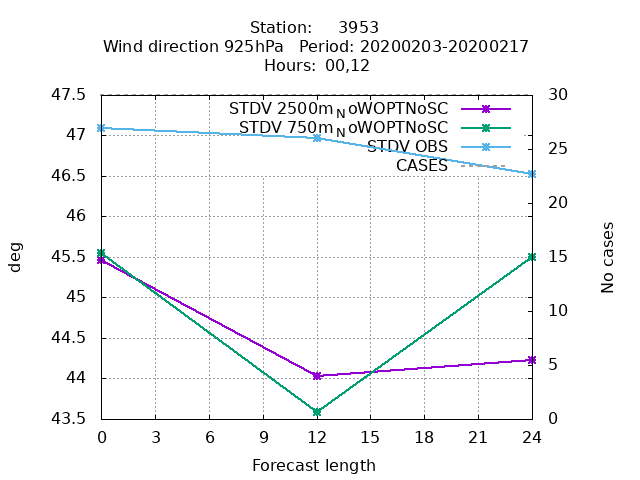 Station: 3953
Wind direction 925hPa Period: 20200203-20200217
Hours: 00,12
47.5
47
46.5
46
45.5
45
44.5
44
43.5
deg
STDV 2500m_NoWOPTNoSC
STDV 750m_NoWOPTNoSC
STDV OBS
CASES
30
25
20
15
10
5
0
No cases
0 3 6 9 12 15 18 21 24
Forecast length